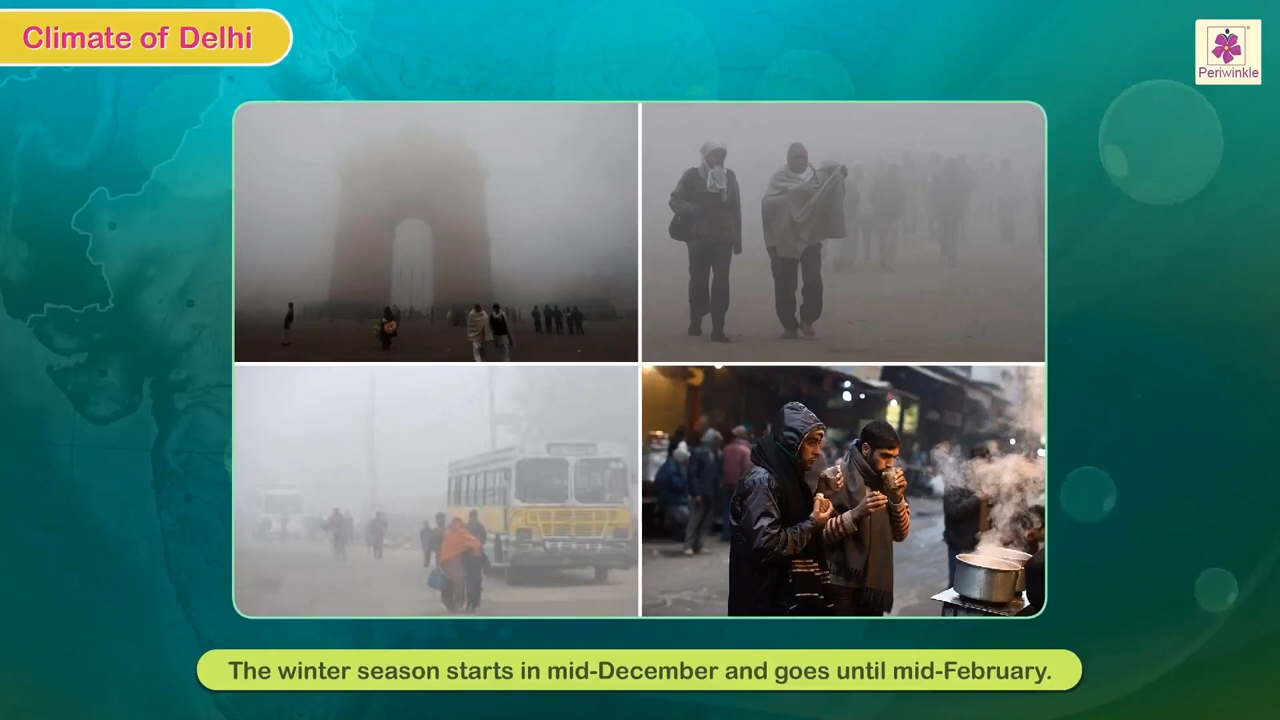 Climate of Delhi
Periwinkle
The winter season starts in mid-December and goes until mid-February.